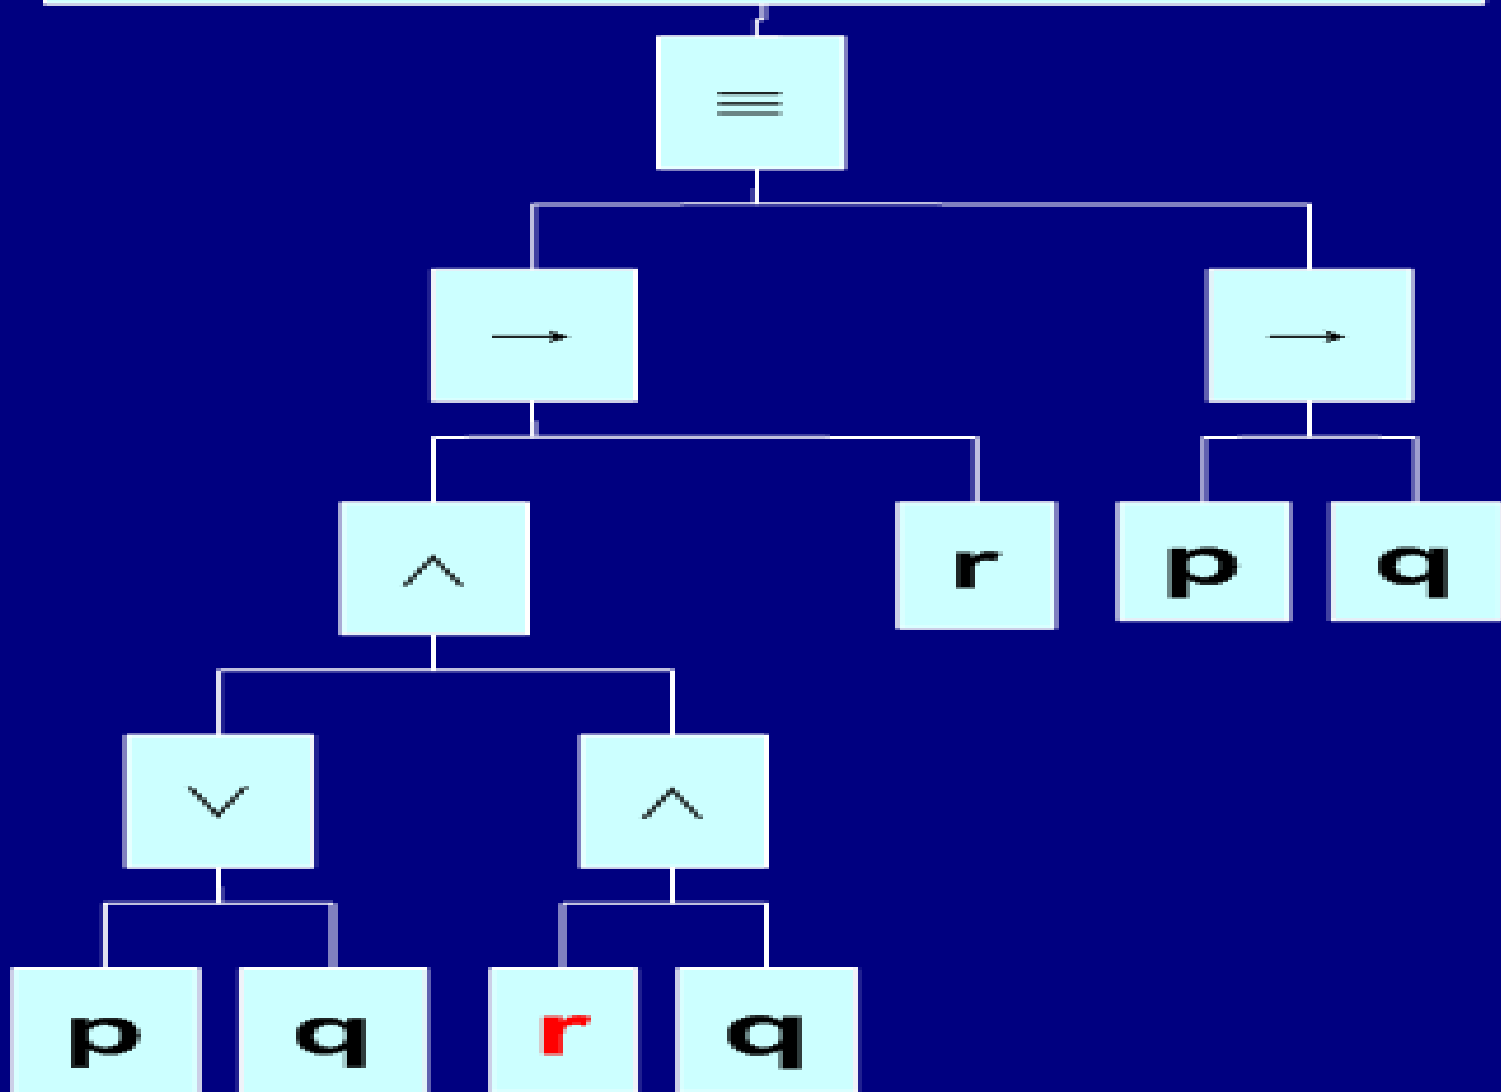 ≡
→ →
∧ r p q
∨ ∧
p q r q